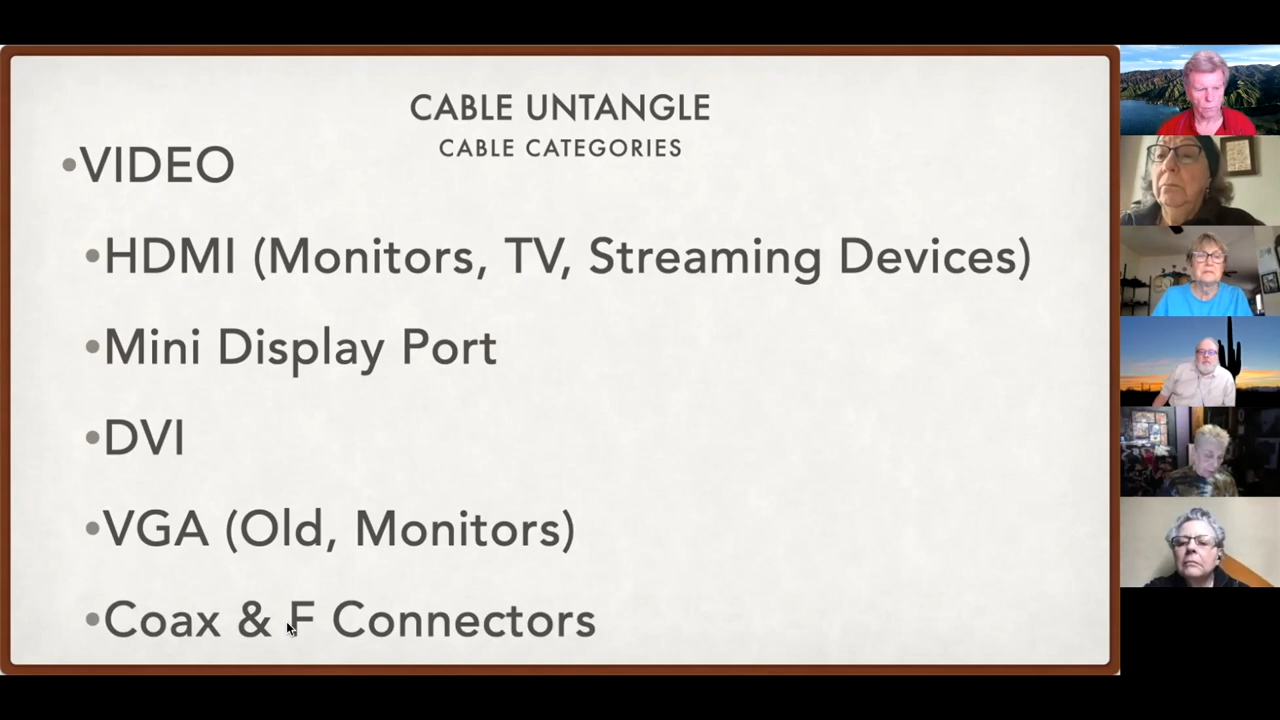 CABLE UNTANGLE
CABLE CATEGORIES
•VIDEO
•HDMI (Monitors, TV, Streaming Devices)
•Mini Display Port
•DVI
•VGA (Old, Monitors)
•Coax & F Connectors